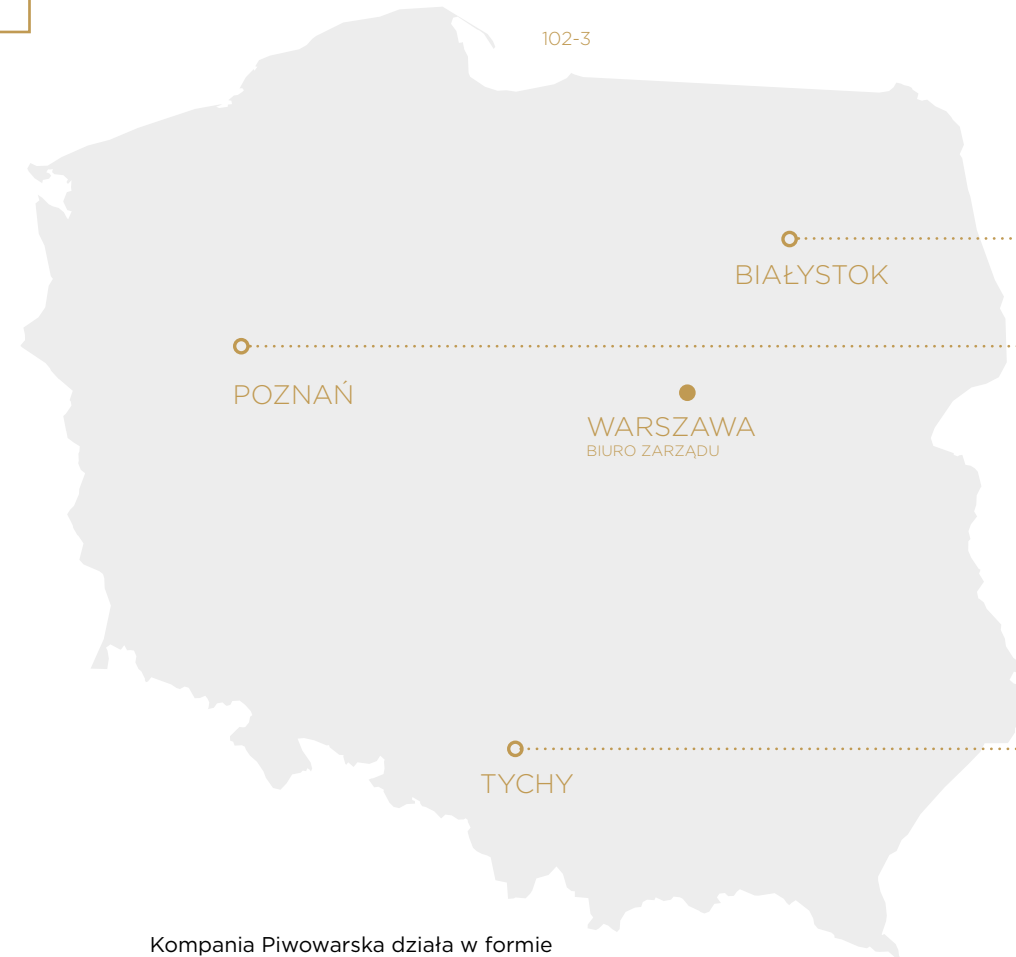 102-3
BIAŁYSTOK
POZNAŃ
WARSZAWA
BIURO ZARZĄDU
TYCHY
Kompania Piwowarska działa w formie